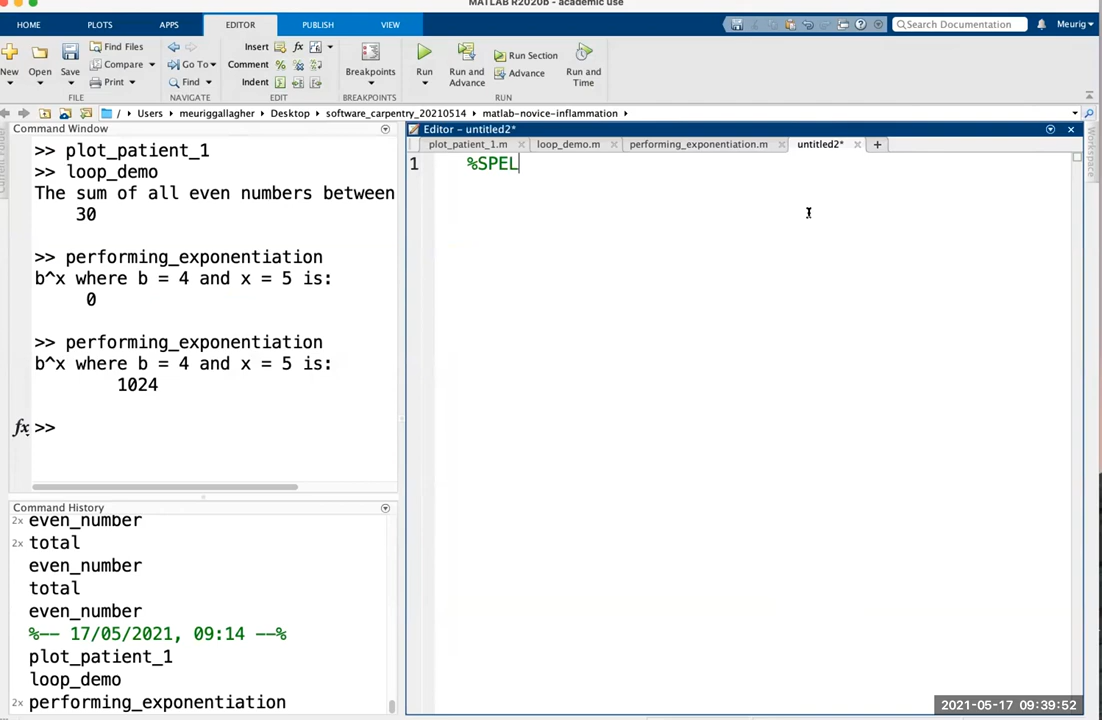 MATLAB R2020b - academic use
HOME PLOTS APPS EDITOR PUBLISH VIEW Search Documentation Meurig
New Open Save Find Files Compare Print Go To Find Insert fx Comment % Indent Breakpoints Run Run and Advance Run Section Advance Run and Time
FILE NAVIGATE EDIT BREAKPOINTS RUN
/ Users meuriggallagher Desktop software_carpentry_20210514 matlab-novice-inflammation
Command Window
>> plot_patient_1
>> loop_demo
The sum of all even numbers between
30
>> performing_exponentiation
b^x where b = 4 and x = 5 is:
0
>> performing_exponentiation
b^x where b = 4 and x = 5 is:
1024
fx >>
Command History
2x even_number
2x total
even_number
total
even_number
%-- 17/05/2021, 09:14 --%
plot_patient_1
loop_demo
2x performing_exponentiation
Editor - untitled2*
plot_patient_1.m loop_demo.m performing_exponentiation.m untitled2* +
1 %SPEL
Workspace
2021-05-17 09:39:52